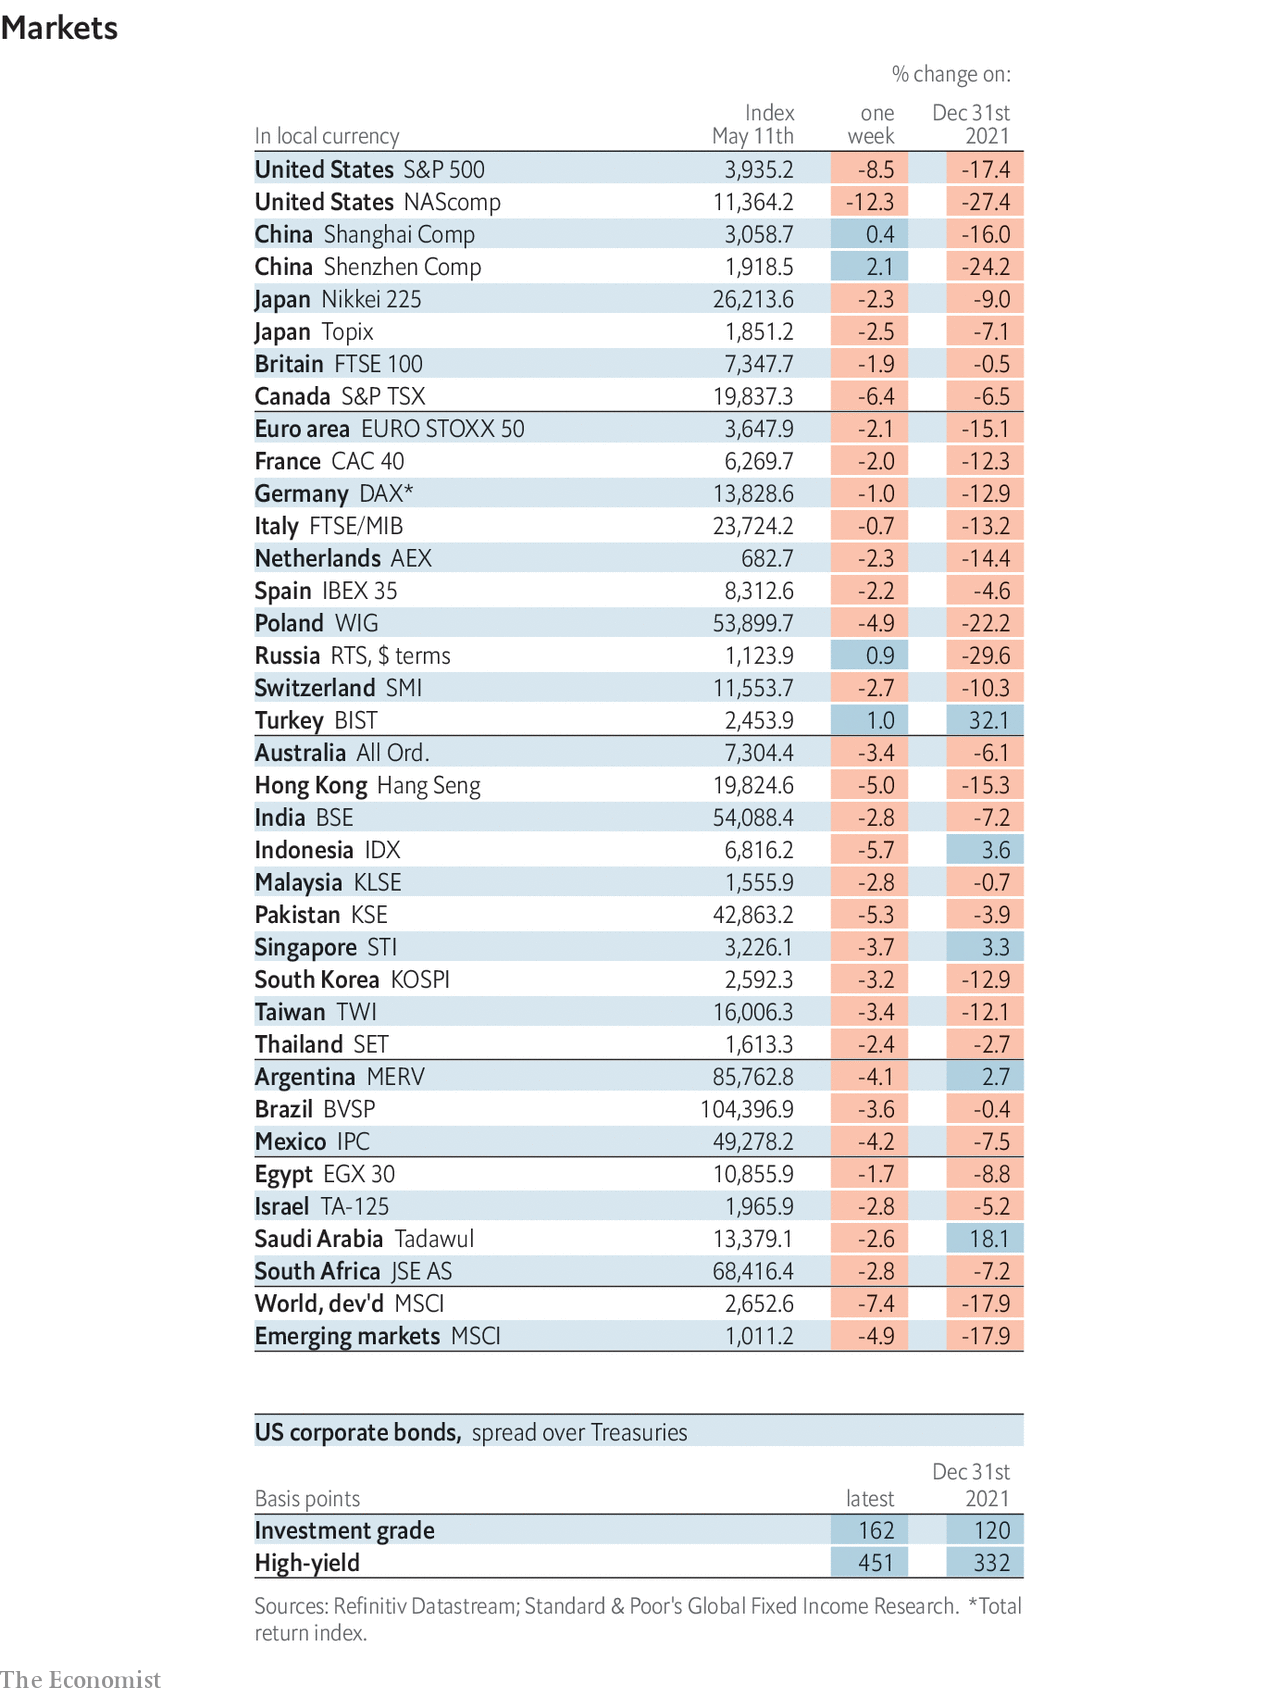 Markets
% change on:
Index one Dec 31st
In local currency May 11th week 2021
United States S&P 500 3,935.2 -8.5 -17.4
United States NAScomp 11,364.2 -12.3 -27.4
China Shanghai Comp 3,058.7 0.4 -16.0
China Shenzhen Comp 1,918.5 2.1 -24.2
Japan Nikkei 225 26,213.6 -2.3 -9.0
Japan Topix 1,851.2 -2.5 -7.1
Britain FTSE 100 7,347.7 -1.9 -0.5
Canada S&P TSX 19,837.3 -6.4 -6.5
Euro area EURO STOXX 50 3,647.9 -2.1 -15.1
France CAC 40 6,269.7 -2.0 -12.3
Germany DAX* 13,828.6 -1.0 -12.9
Italy FTSE/MIB 23,724.2 -0.7 -13.2
Netherlands AEX 682.7 -2.3 -14.4
Spain IBEX 35 8,312.6 -2.2 -4.6
Poland WIG 53,899.7 -4.9 -22.2
Russia RTS, $ terms 1,123.9 0.9 -29.6
Switzerland SMI 11,553.7 -2.7 -10.3
Turkey BIST 2,453.9 1.0 32.1
Australia All Ord. 7,304.4 -3.4 -6.1
Hong Kong Hang Seng 19,824.6 -5.0 -15.3
India BSE 54,088.4 -2.8 -7.2
Indonesia IDX 6,816.2 -5.7 3.6
Malaysia KLSE 1,555.9 -2.8 -0.7
Pakistan KSE 42,863.2 -5.3 -3.9
Singapore STI 3,226.1 -3.7 3.3
South Korea KOSPI 2,592.3 -3.2 -12.9
Taiwan TWI 16,006.3 -3.4 -12.1
Thailand SET 1,613.3 -2.4 -2.7
Argentina MERV 85,762.8 -4.1 2.7
Brazil BVSP 104,396.9 -3.6 -0.4
Mexico IPC 49,278.2 -4.2 -7.5
Egypt EGX 30 10,855.9 -1.7 -8.8
Israel TA-125 1,965.9 -2.8 -5.2
Saudi Arabia Tadawul 13,379.1 -2.6 18.1
South Africa JSE AS 68,416.4 -2.8 -7.2
World, dev'd MSCI 2,652.6 -7.4 -17.9
Emerging markets MSCI 1,011.2 -4.9 -17.9
US corporate bonds, spread over Treasuries
Dec 31st
Basis points latest 2021
Investment grade 162 120
High-yield 451 332
Sources: Refinitiv Datastream; Standard & Poor's Global Fixed Income Research. *Total
return index.
The Economist